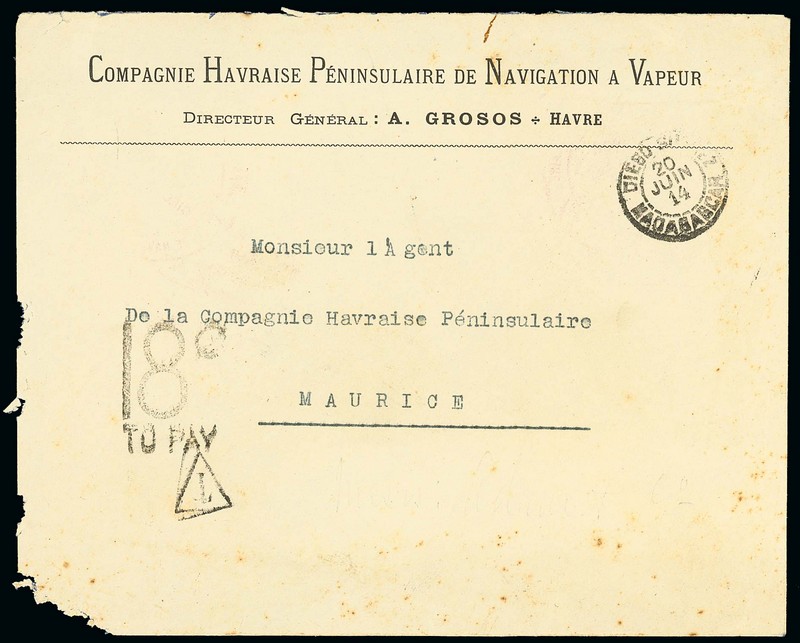 COMPAGNIE HAVRAISE PÉNINSULAIRE DE NAVIGATION A VAPEUR
DIRECTEUR GÉNÉRAL : A. GROSOS ÷ HAVRE
DIEGO
20
JUIN
14
MADAGASCAR
Monsieur l'Agent
De la Compagnie Havraise Péninsulaire
MAURICE
18c
TO PAY
T